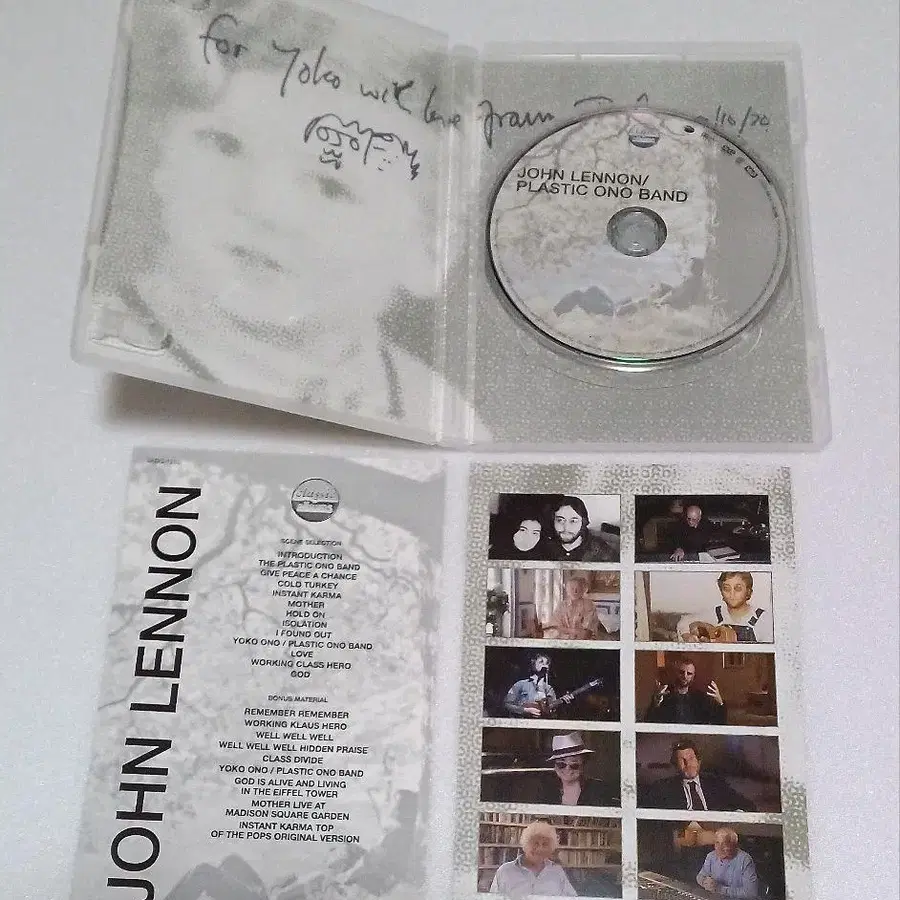 for Yoko with love from
9/10/70
JOHN LENNON/
PLASTIC ONO BAND
JOHN LENNON
classic
albums
SCENE SELECTION
INTRODUCTION
THE PLASTIC ONO BAND
GIVE PEACE A CHANCE
COLD TURKEY
INSTANT KARMA
MOTHER
HOLD ON
ISOLATION
I FOUND OUT
YOKO ONO / PLASTIC ONO BAND
LOVE
WORKING CLASS HERO
GOD
BONUS MATERIAL
REMEMBER REMEMBER
WORKING KLAUS HERO
WELL WELL WELL
WELL WELL WELL HIDDEN PRAISE
CLASS DIVIDE
YOKO ONO / PLASTIC ONO BAND
GOD IS ALIVE AND LIVING
IN THE EIFFEL TOWER
MOTHER LIVE AT
MADISON SQUARE GARDEN
INSTANT KARMA TOP
OF THE POPS ORIGINAL VERSION